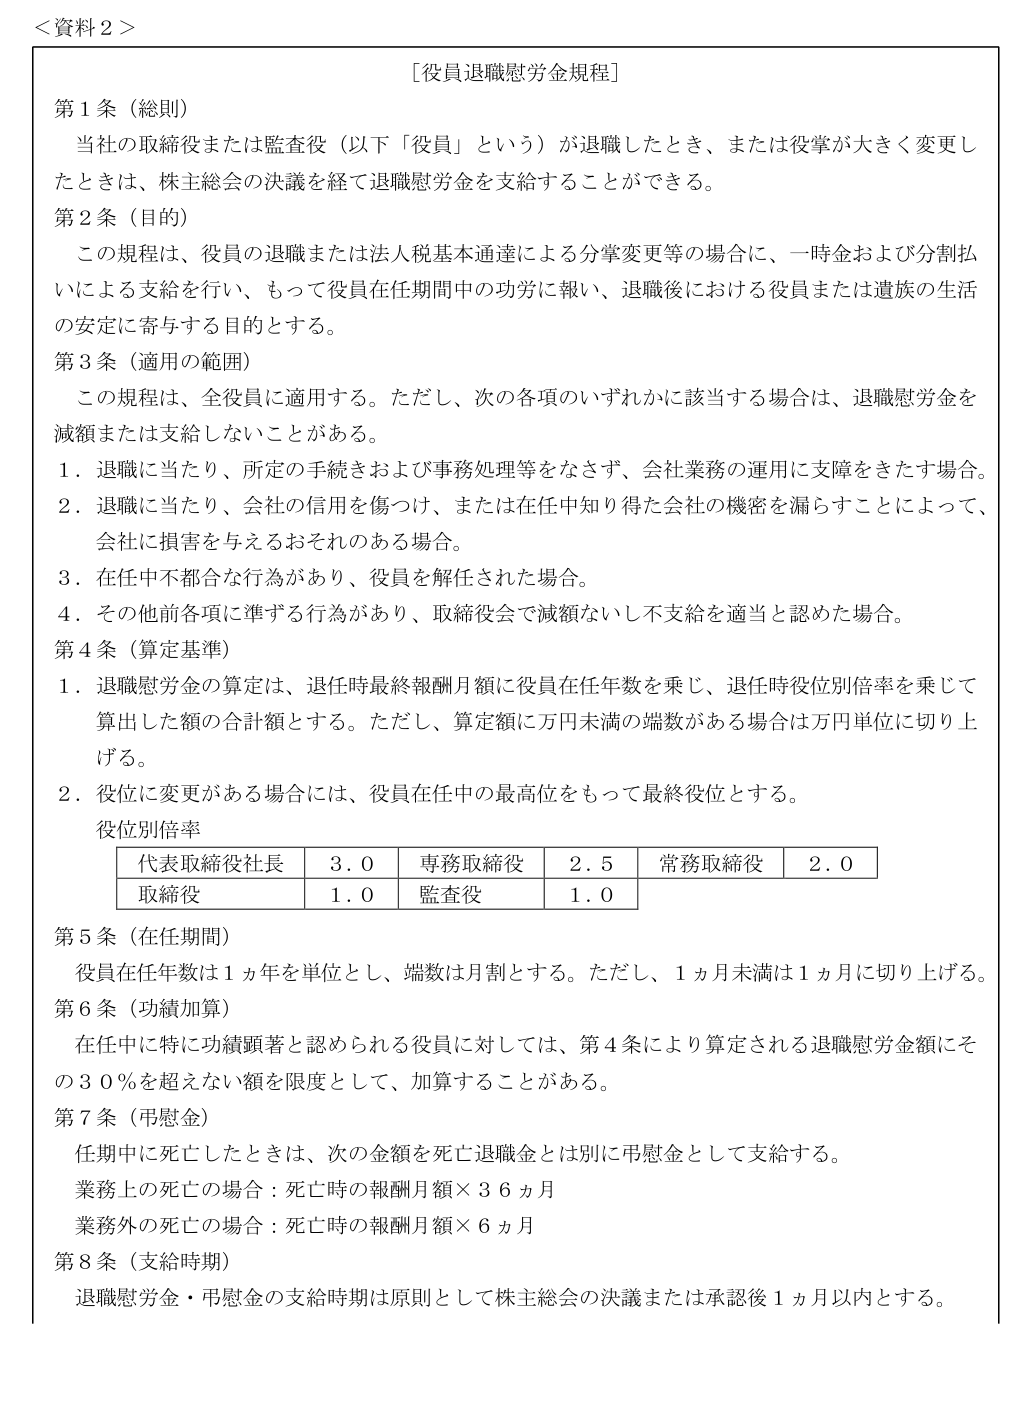 ＜資料２＞
［役員退職慰労金規程］
第１条（総則）
当社の取締役または監査役（以下「役員」という）が退職したとき、または役掌が大きく変更し
たときは、株主総会の決議を経て退職慰労金を支給することができる。
第２条（目的）
この規程は、役員の退職または法人税基本通達による分掌変更等の場合に、一時金および分割払
いによる支給を行い、もって役員在任期間中の功労に報い、退職後における役員または遺族の生活
の安定に寄与する目的とする。
第３条（適用の範囲）
この規程は、全役員に適用する。ただし、次の各項のいずれかに該当する場合は、退職慰労金を
減額または支給しないことがある。
１．退職に当たり、所定の手続きおよび事務処理等をなさず、会社業務の運用に支障をきたす場合。
２．退職に当たり、会社の信用を傷つけ、または在任中知り得た会社の機密を漏らすことによって、
会社に損害を与えるおそれのある場合。
３．在任中不都合な行為があり、役員を解任された場合。
４．その他前各項に準ずる行為があり、取締役会で減額ないし不支給を適当と認めた場合。
第４条（算定基準）
１．退職慰労金の算定は、退任時最終報酬月額に役員在任年数を乗じ、退任時役位別倍率を乗じて
算出した額の合計額とする。ただし、算定額に万円未満の端数がある場合は万円単位に切り上
げる。
２．役位に変更がある場合には、役員在任中の最高位をもって最終役位とする。
役位別倍率
代表取締役社長 ３.０ 専務取締役 ２.５ 常務取締役 ２.０
取締役 １.０ 監査役 １.０
第５条（在任期間）
役員在任年数は１ヵ年を単位とし、端数は月割とする。ただし、１ヵ月未満は１ヵ月に切り上げる。
第６条（功績加算）
在任中に特に功績顕著と認められる役員に対しては、第４条により算定される退職慰労金額にそ
の３０％を超えない額を限度として、加算することがある。
第７条（弔慰金）
任期中に死亡したときは、次の金額を死亡退職金とは別に弔慰金として支給する。
業務上の死亡の場合：死亡時の報酬月額×３６ヵ月
業務外の死亡の場合：死亡時の報酬月額×６ヵ月
第８条（支給時期）
退職慰労金・弔慰金の支給時期は原則として株主総会の決議または承認後１ヵ月以内とする。